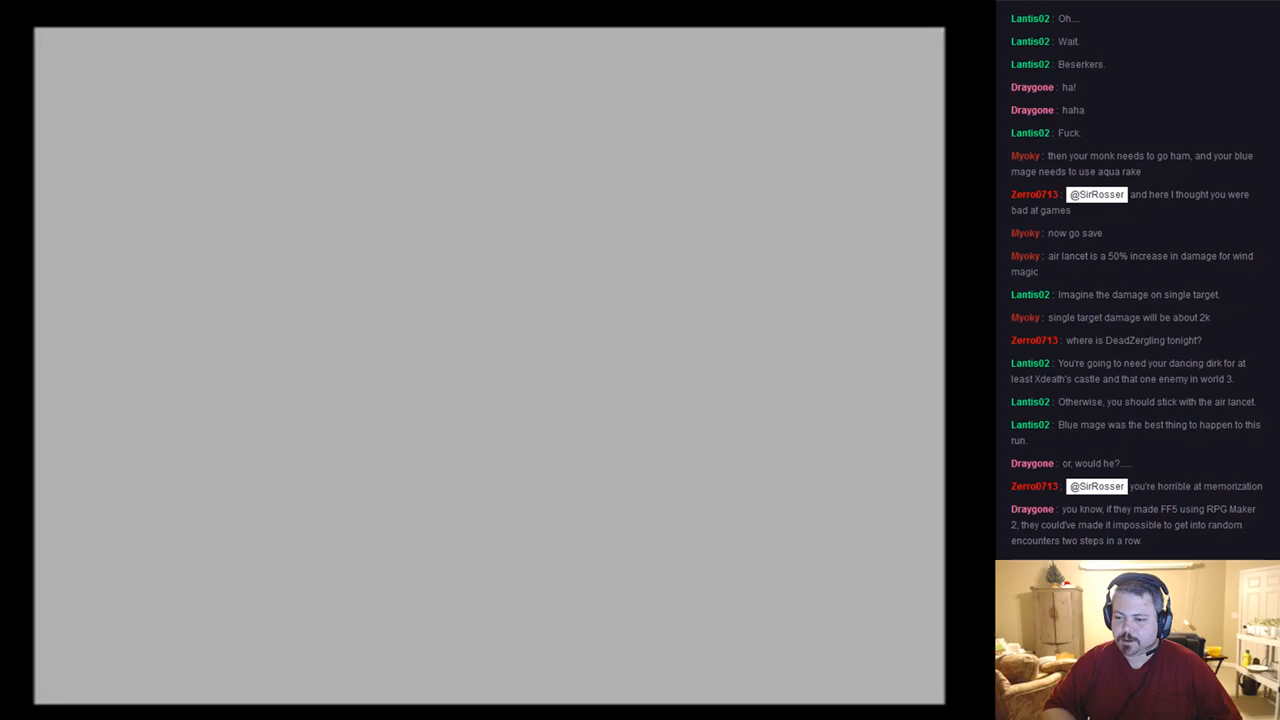 Lantis02 : Oh....
Lantis02 : Wait.
Lantis02 : Beserkers.
Draygone : ha!
Draygone : haha
Lantis02 : Fuck.
Myoky : then your monk needs to go ham, and your blue
mage needs to use aqua rake
Zerro0713 : @SirRosser and here I thought you were
bad at games
Myoky : now go save
Myoky : air lancet is a 50% increase in damage for wind
magic
Lantis02 : Imagine the damage on single target.
Myoky : single target damage will be about 2k
Zerro0713 : where is DeadZergling tonight?
Lantis02 : You're going to need your dancing dirk for at
least Xdeath's castle and that one enemy in world 3.
Lantis02 : Otherwise, you should stick with the air lancet.
Lantis02 : Blue mage was the best thing to happen to this
run.
Draygone : or, would he?.....
Zerro0713 : @SirRosser you're horrible at memorization
Draygone : you know, if they made FF5 using RPG Maker
2, they could've made it impossible to get into random
encounters two steps in a row.